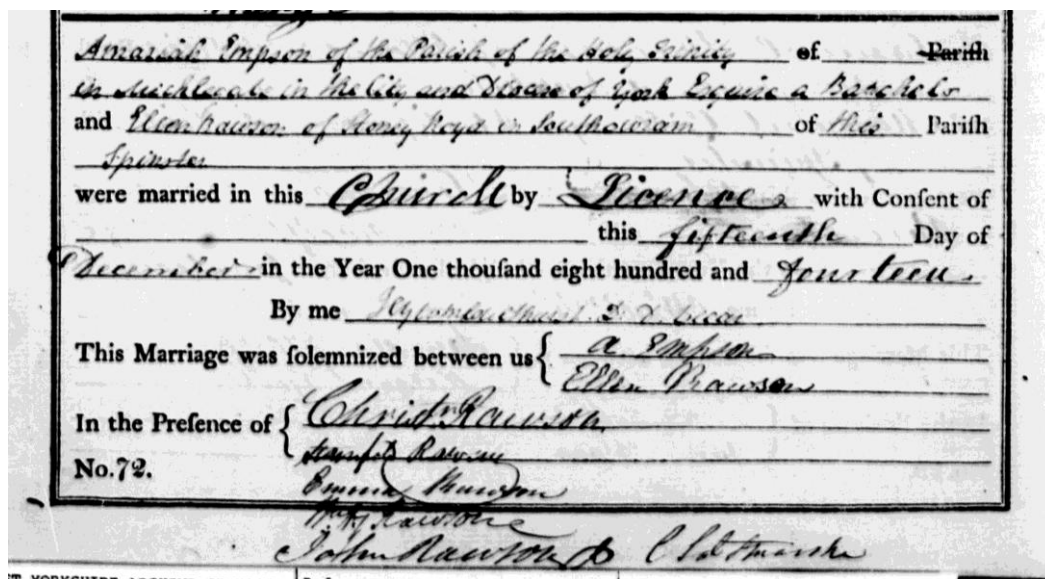 Amaziah Empson of the Parish of the Holy Trinity of Parish
in Micklegate in the City and Diocese of York Esquire a Bachelor
and Ellen Rawson of Stoney Royd in Southowram of this Parish
Spinster
were married in this Church by Licence with Conſent of
this fifteenth Day of
December in the Year One thouſand eight hundred and fourteen
By me
This Marriage was ſolemnized between us { A Empson
Ellen Rawson
In the Preſence of { Christr Rawson
Rawson
No. 72.
Emma Rawson
Rawson
John Rawson